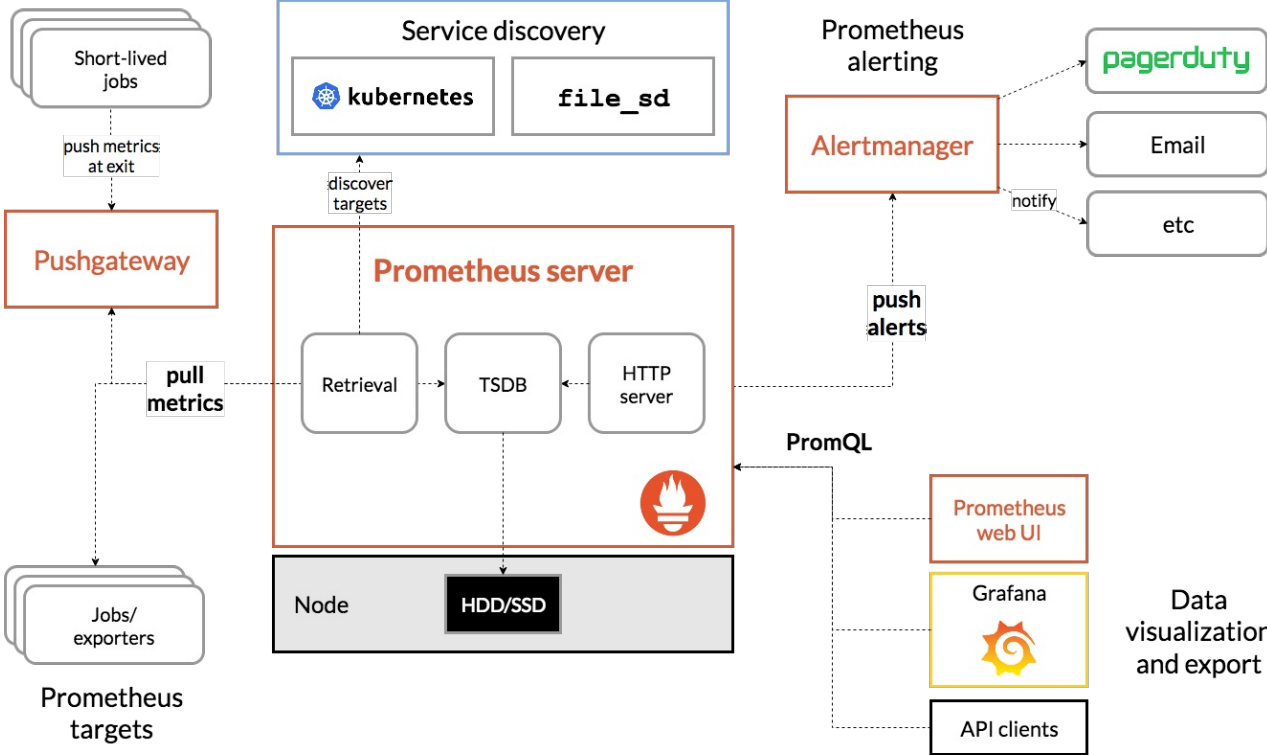 Short-lived
jobs
push metrics
at exit
Pushgateway
Service discovery
kubernetes
file_sd
discover
targets
Prometheus
alerting
Alertmanager
pagerduty
Email
notify
etc
Prometheus server
Retrieval
TSDB
HTTP
server
pull
metrics
push
alerts
PromQL
Node
HDD/SSD
Jobs/
exporters
Prometheus
targets
Prometheus
web UI
Grafana
API clients
Data
visualization
and export